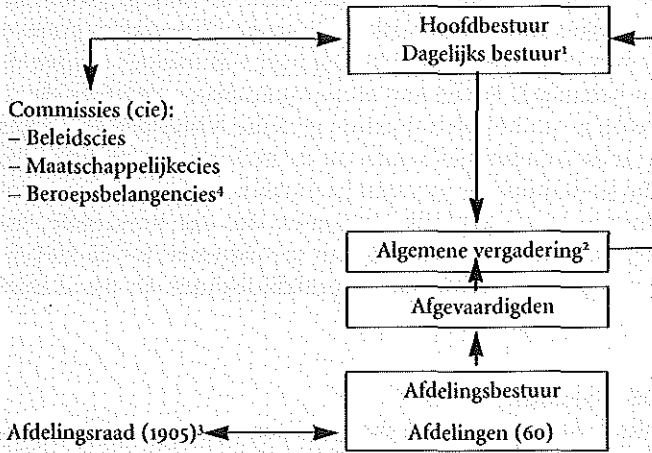 Hoofdbestuur
Dagelijks bestuur¹
Commissies (cie):
– Beleidscies
– Maatschappelijkecies
– Beroepsbelangencies⁴
Algemene vergadering²
Afgevaardigden
Afdelingsbestuur
Afdelingen (60)
Afdelingsraad (1905)³